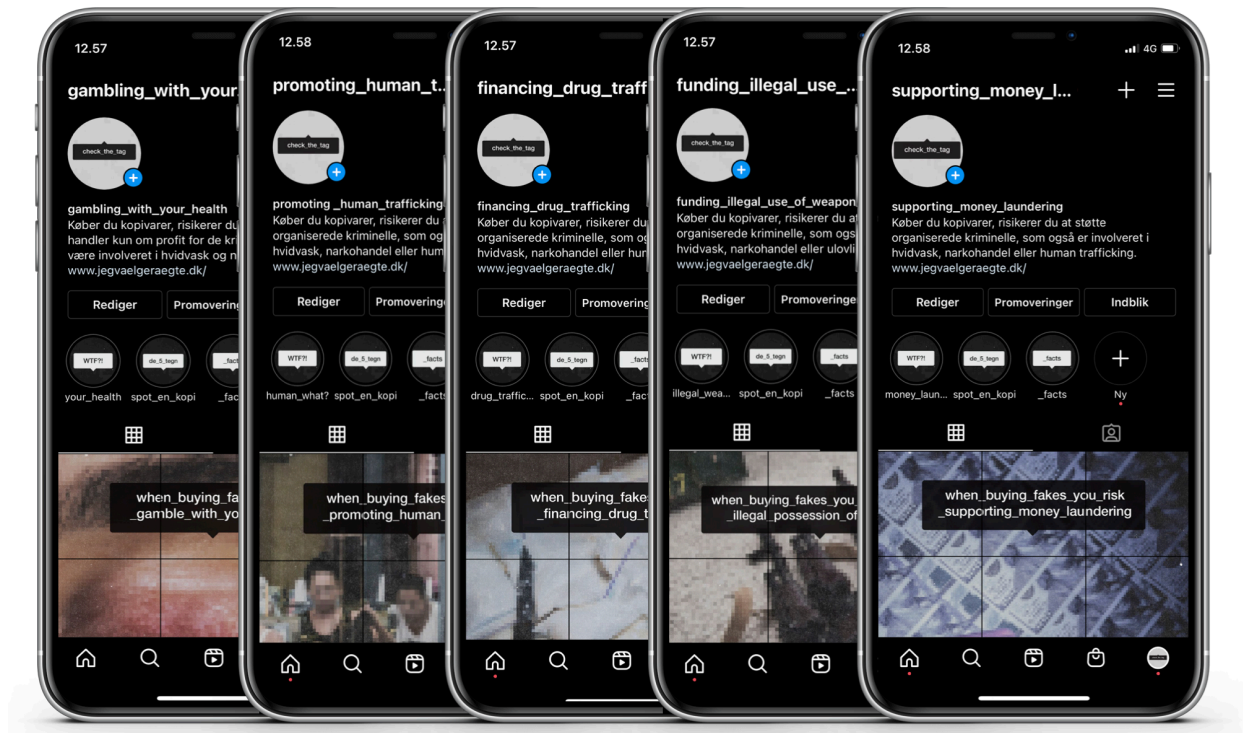 12.57
gambling_with_your
check_the_tag
gambling_with_your_health
Køber du kopivarer, risikerer du
handler kun om profit for de kri
være involveret i hvidvask og n
www.jegvaelgeraegte.dk/
Rediger
Promovering
WTF?!
de_5_tegn
_fact
your_health
spot_en_kopi
_fac
when_buying_fa
_gamble_with_yo
12.58
promoting_human_t...
check_the_tag
promoting _human_trafficking
Køber du kopivarer, risikerer du
organiserede kriminelle, som og
hvidvask, narkohandel eller hum
www.jegvaelgeraegte.dk/
Rediger
Promoveringe
WTF?!
de_5_tegn
_facts
human_what?
spot_en_kopi
_facts
when_buying_fakes
_promoting_human_
12.57
financing_drug_traff
check_the_tag
financing_drug_trafficking
Køber du kopivarer, risikerer du
organiserede kriminelle, som og
hvidvask, narkohandel eller hum
www.jegvaelgeraegte.dk/
Rediger
Promovering
WTF?!
de_5_tegn
_facts
drug_traffic...
spot_en_kopi
_fac
when_buying_fakes
_financing_drug_t
12.57
funding_illegal_use_...
check_the_tag
funding_illegal_use_of_weapon
Køber du kopivarer, risikerer du at
organiserede kriminelle, som ogs
hvidvask, narkohandel eller ulovli
www.jegvaelgeraegte.dk/
Rediger
Promoveringe
WTF?!
de_5_tegn
_facts
illegal_wea...
spot_en_kopi
_facts
when_buying_fakes_you_
_illegal_possession_of
12.58
4G
supporting_money_l...
check_the_tag
supporting_money_laundering
Køber du kopivarer, risikerer du at støtte
organiserede kriminelle, som også er involveret i
hvidvask, narkohandel eller human trafficking.
www.jegvaelgeraegte.dk/
Rediger
Promoveringer
Indblik
WTF?!
de_5_tegn
_facts
money_laun...
spot_en_kopi
_facts
Ny
when_buying_fakes_you_risk
_supporting_money_laundering